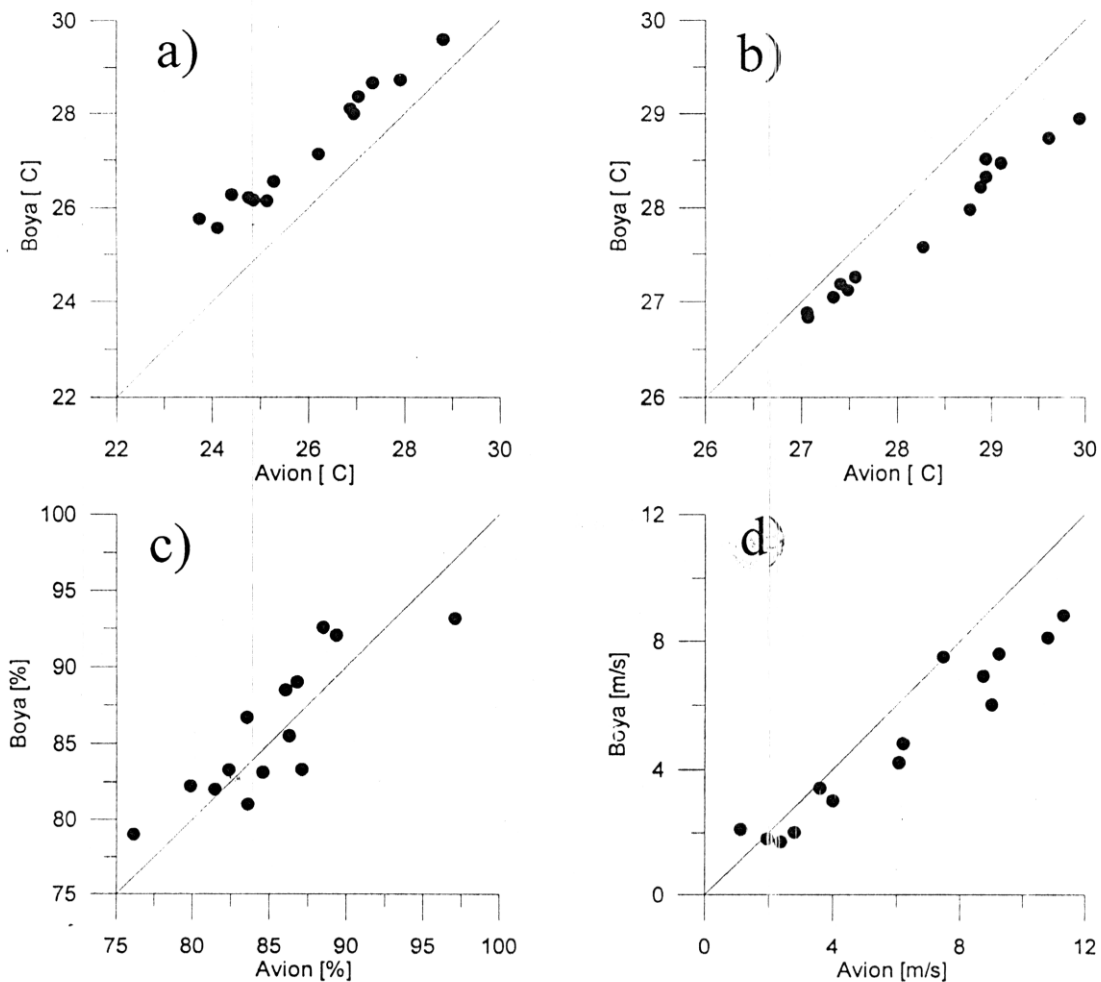 a)
30
28
26
24
22
Boya [ C]
22 24 26 28 30
Avion [ C]
b)
30
29
28
27
26
Boya [ C]
26 27 28 29 30
Avion [ C]
c)
100
95
90
85
80
75
Boya [%]
75 80 85 90 95 100
Avion [%]
d)
12
8
4
0
Boya [m/s]
0 4 8 12
Avion [m/s]